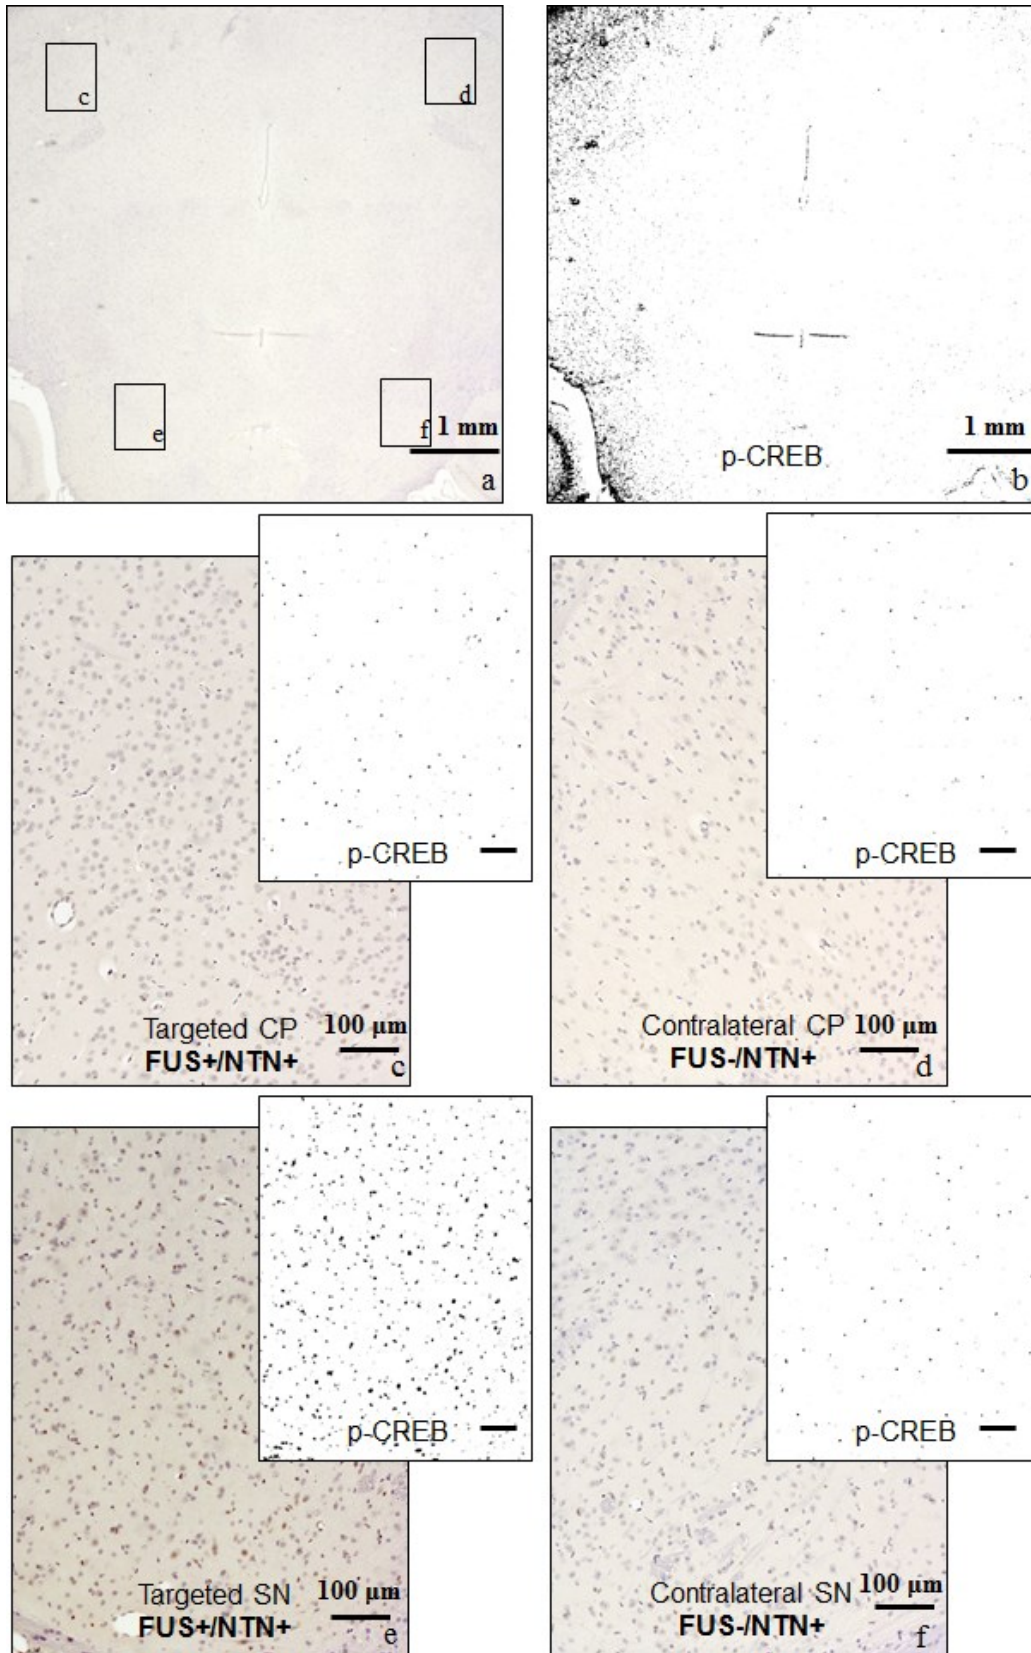 c
d
e
f
1 mm
a
p-CREB
1 mm
b
p-CREB
Targeted CP
FUS+/NTN+
100 µm
c
p-CREB
Contralateral CP
FUS-/NTN+
100 µm
d
p-CREB
Targeted SN
FUS+/NTN+
100 µm
e
p-CREB
Contralateral SN
FUS-/NTN+
100 µm
f